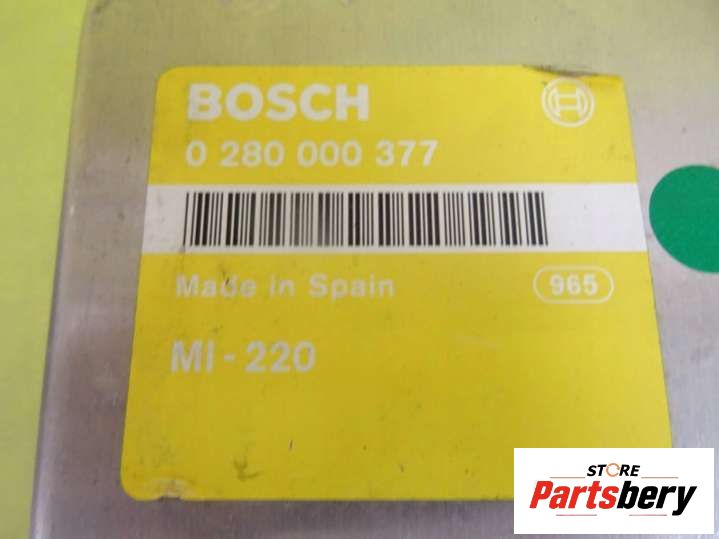 BOSCH
0 280 000 377
Made in Spain
965
MI-220
STORE
Partsbery